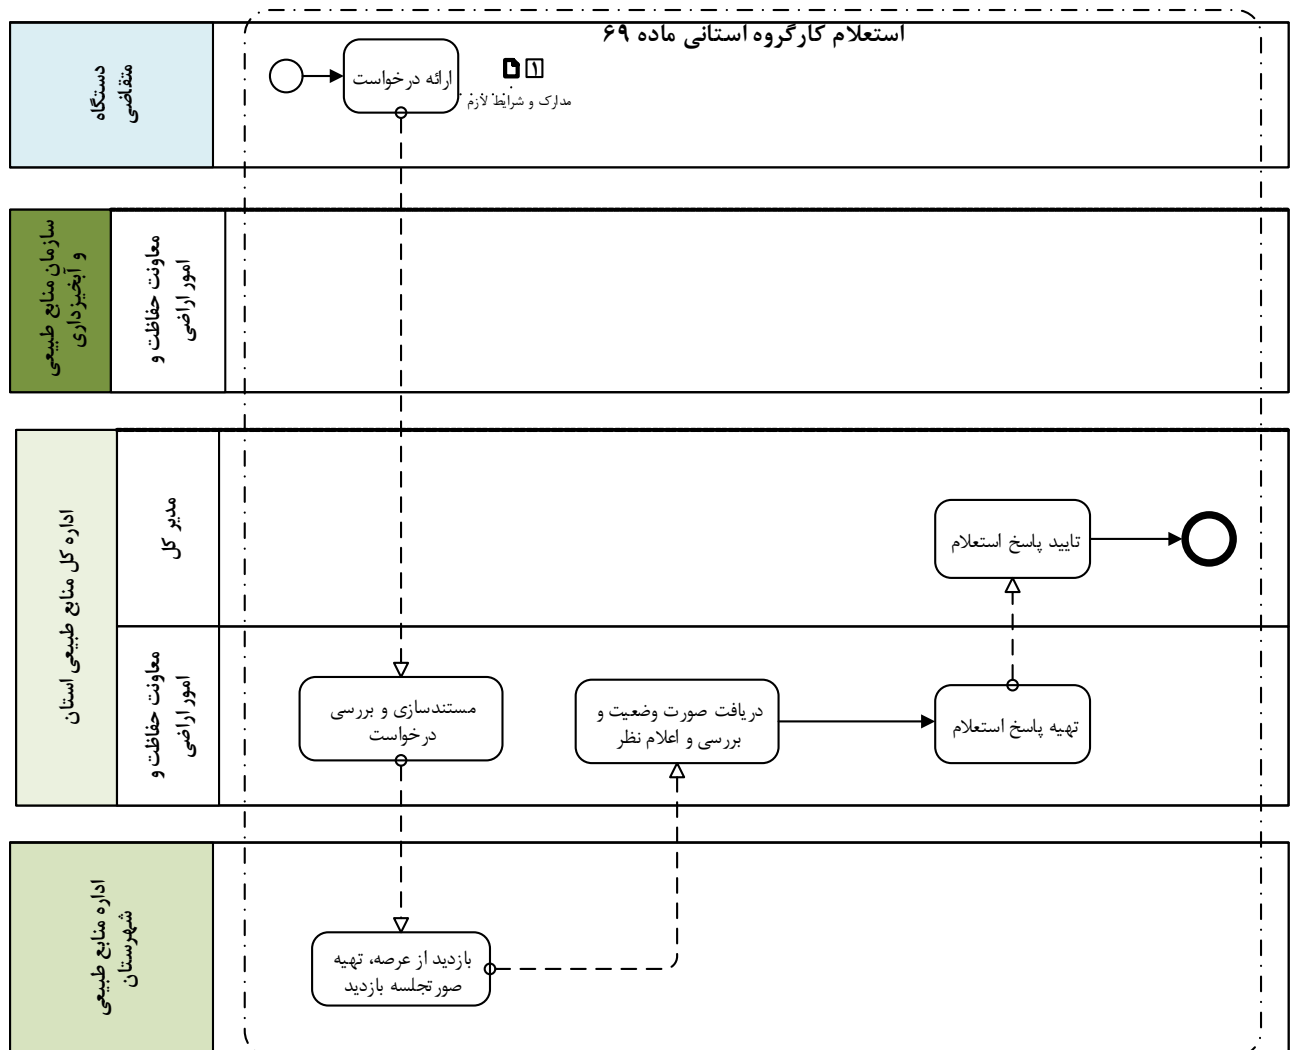 استعلام کارگروه استانی ماده ۶۹
دستگاه
متقاضی
ارائه درخواست
۱
مدارک و شرایط لازم
سازمان منابع طبیعی
و آبخیزداری
معاونت حفاظت و
امور اراضی
اداره کل منابع طبیعی استان
مدیر کل
تایید پاسخ استعلام
معاونت حفاظت و
امور اراضی
مستندسازی و بررسی
درخواست
دریافت صورت وضعیت و
بررسی و اعلام نظر
تهیه پاسخ استعلام
اداره منابع طبیعی
شهرستان
بازدید از عرصه، تهیه
صورتجلسه بازدید